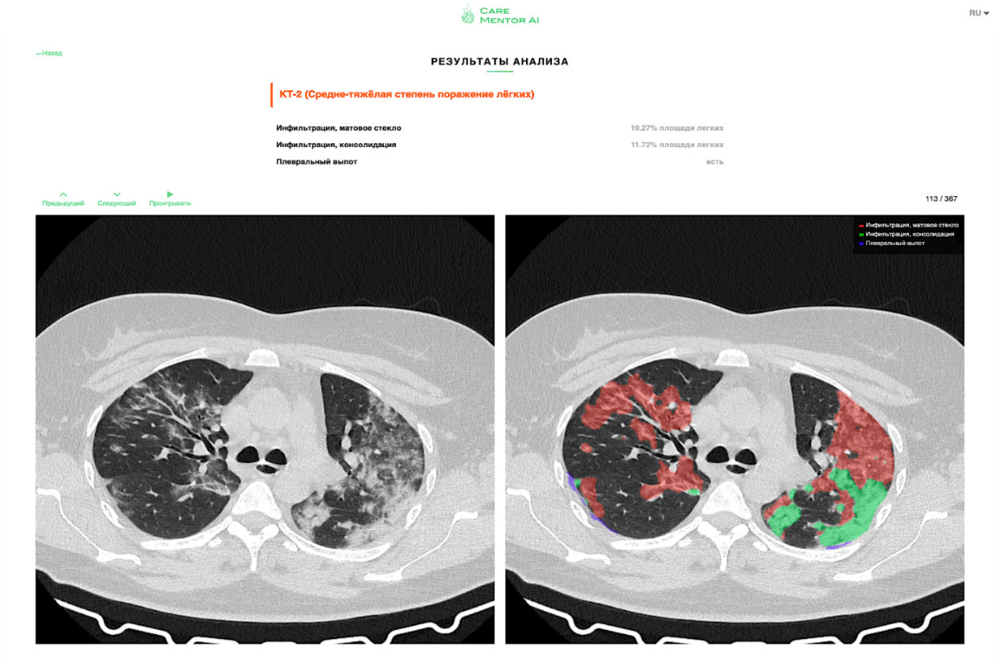 CARE
MENTOR AI
RU
←Назад
РЕЗУЛЬТАТЫ АНАЛИЗА
КТ-2 (Средне-тяжёлая степень поражение лёгких)
Инфильтрация, матовое стекло 19.27% площади легких
Инфильтрация, консолидация 11.72% площади легких
Плевральный выпот есть
Предыдущий Следующий Проигрывать
113 / 367
Инфильтрация, матовое стекло
Инфильтрация, консолидация
Плевральный выпот